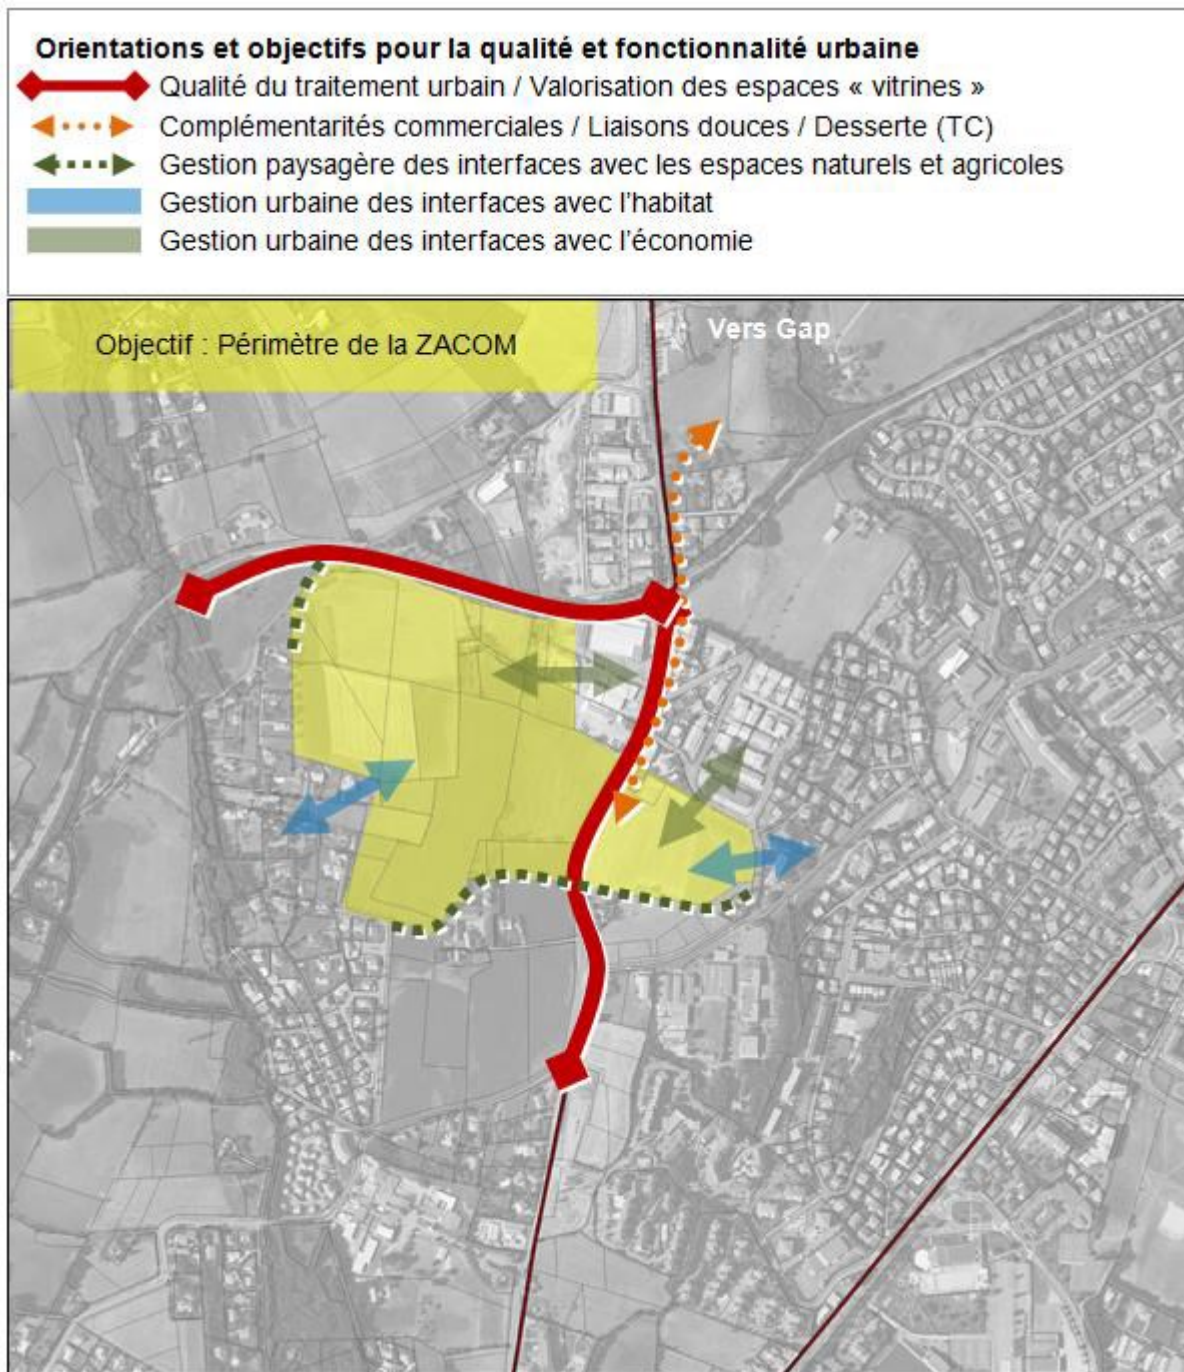 Orientations et objectifs pour la qualité et fonctionnalité urbaine
Qualité du traitement urbain / Valorisation des espaces « vitrines »
Complémentarités commerciales / Liaisons douces / Desserte (TC)
Gestion paysagère des interfaces avec les espaces naturels et agricoles
Gestion urbaine des interfaces avec l’habitat
Gestion urbaine des interfaces avec l’économie
Vers Gap
Objectif : Périmètre de la ZACOM